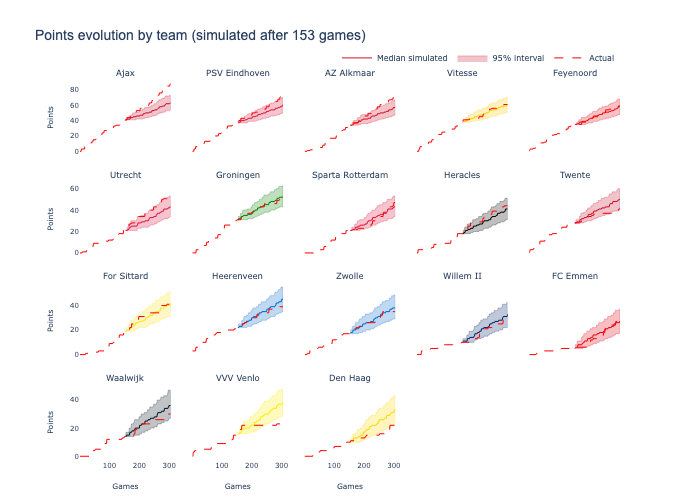 Points evolution by team (simulated after 153 games)
Median simulated 95% interval Actual
Ajax PSV Eindhoven AZ Alkmaar Vitesse Feyenoord
80
60
40
20
0
Points
Utrecht Groningen Sparta Rotterdam Heracles Twente
60
40
20
0
Points
For Sittard Heerenveen Zwolle Willem II FC Emmen
40
20
0
Points
Waalwijk VVV Venlo Den Haag
40
20
0
Points
100 200 300 100 200 300 100 200 300
Games Games Games